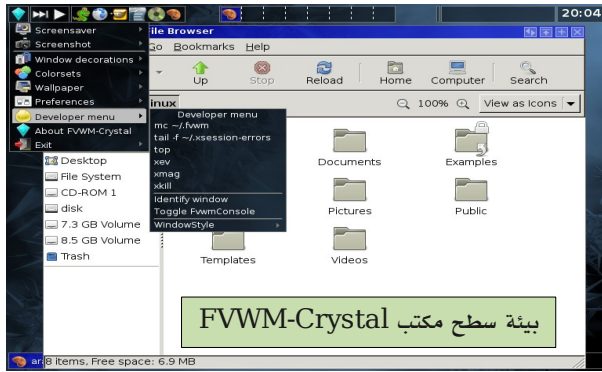 20:04
Screensaver
Screenshot
Window decorations
Colorsets
Wallpaper
Preferences
Developer menu
About FVWM-Crystal
Exit
ile Browser
Go Bookmarks Help
Up Stop Reload Home Computer Search
inux
100% View as Icons
Developer menu
mc ~/.fvwm
tail -f ~/.xsession-errors
top
xev
xmag
xkill
Identify window
Toggle FvwmConsole
WindowStyle
Desktop
File System
CD-ROM 1
disk
7.3 GB Volume
8.5 GB Volume
Trash
Documents Examples
Pictures Public
Templates Videos
بيئة سطح مكتب FVWM-Crystal
ar 8 items, Free space: 6.9 MB